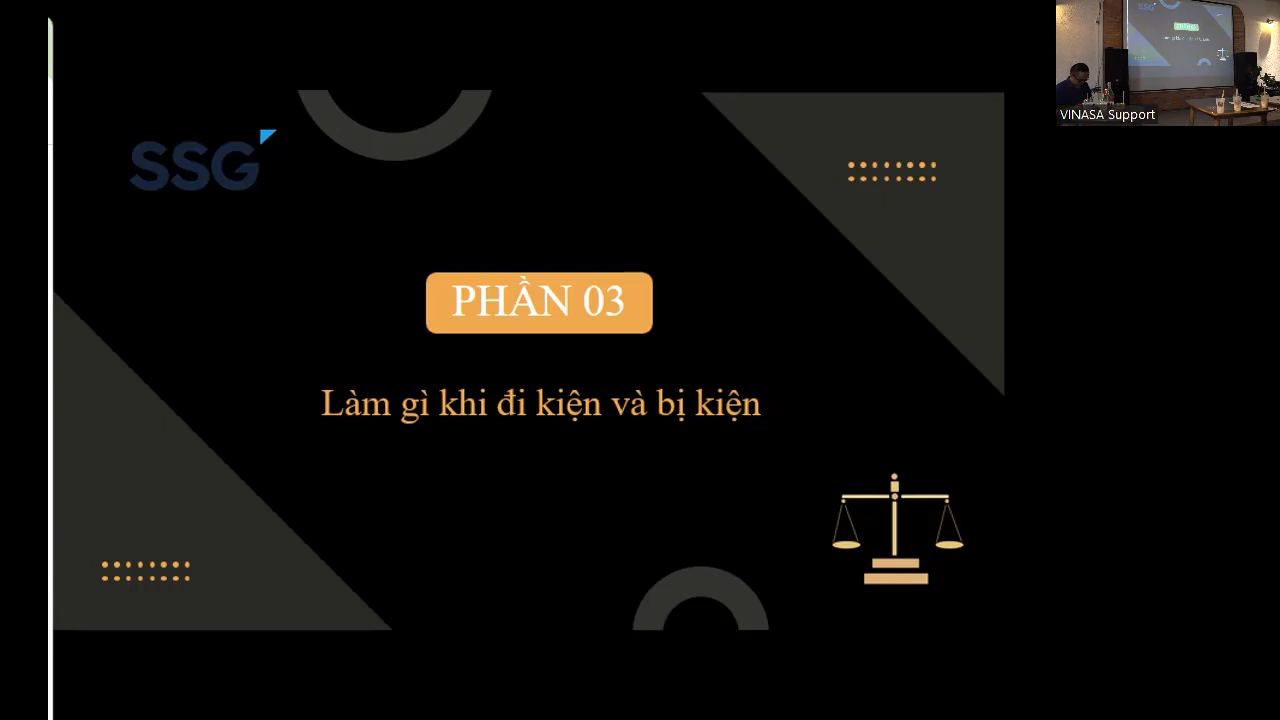 SSG
PHẦN 03
Làm gì khi đi kiện và bị kiện
VINASA Support